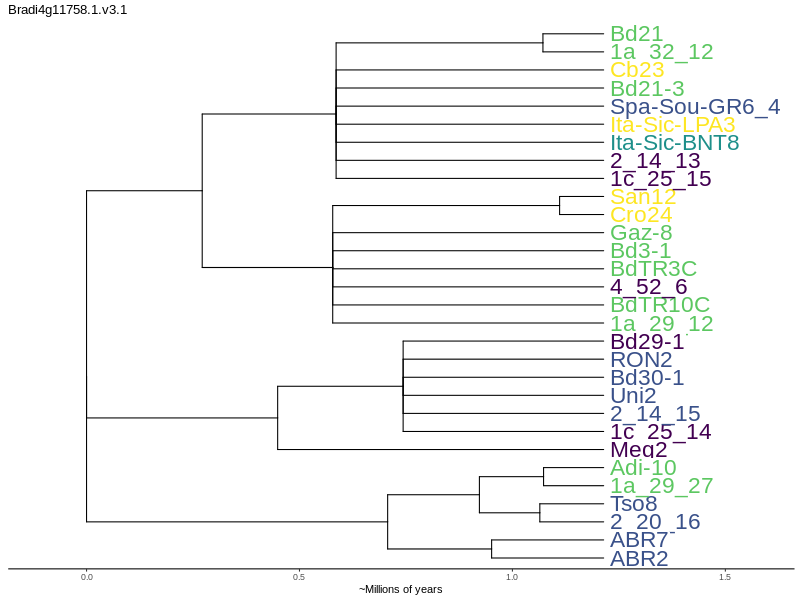 Bradi4g11758.1.v3.1
Bd21
1a_32_12
Cb23
Bd21-3
Spa-Sou-GR6_4
Ita-Sic-LPA3
Ita-Sic-BNT8
2_14_13
1c_25_15
San12
Cro24
Gaz-8
Bd3-1
BdTR3C
4_52_6
BdTR10C
1a_29_12
Bd29-1
RON2
Bd30-1
Uni2
2_14_15
1c_25_14
Meg2
Adi-10
1a_29_27
Tso8
2_20_16
ABR7
ABR2
0.0 0.5 1.0 1.5
~Millions of years